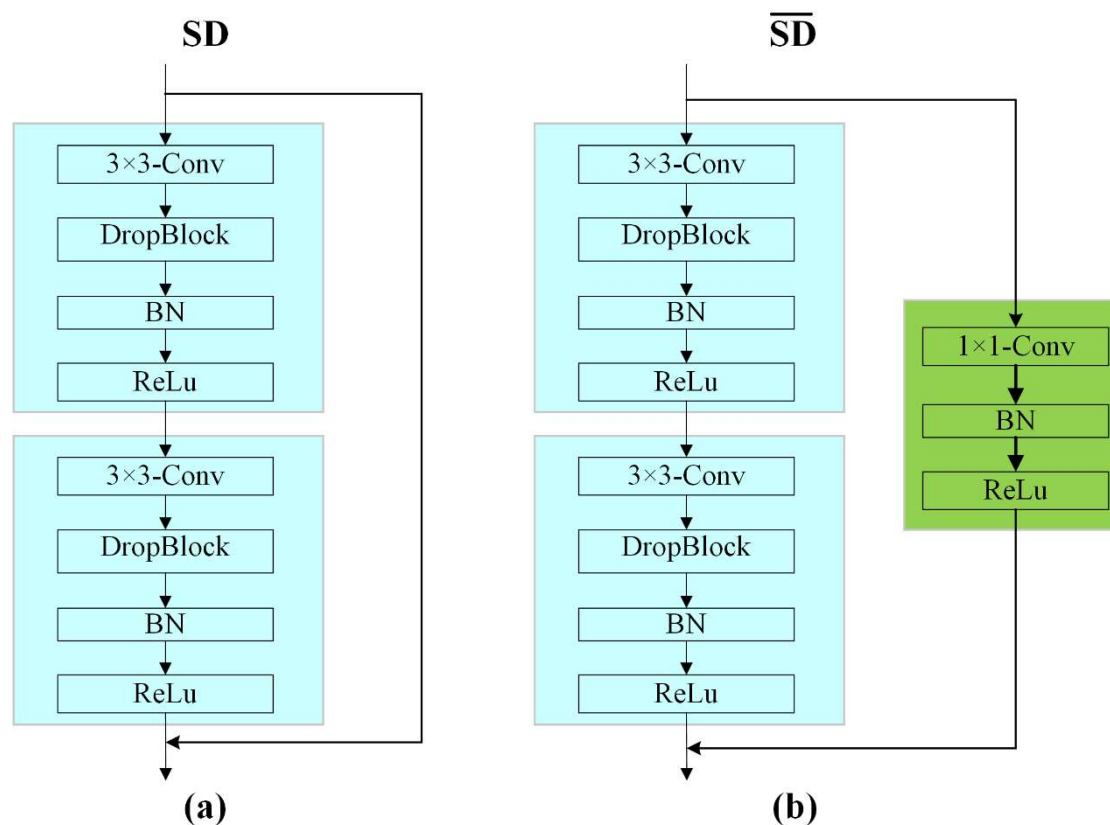 SD
3×3-Conv
DropBlock
BN
ReLu
3×3-Conv
DropBlock
BN
ReLu
(a)
S̅D̅
3×3-Conv
DropBlock
BN
ReLu
3×3-Conv
DropBlock
BN
ReLu
1×1-Conv
BN
ReLu
(b)